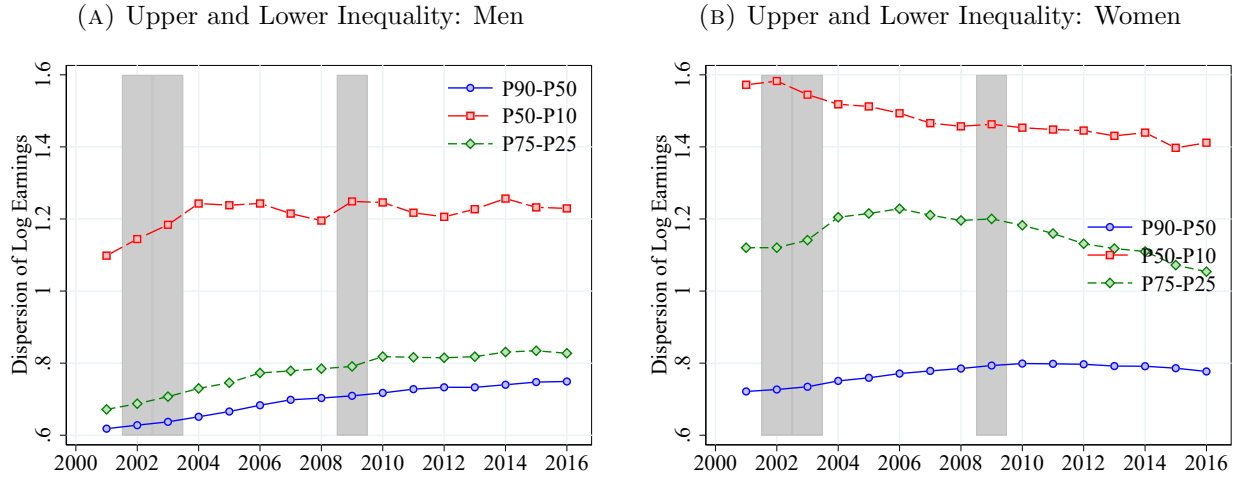 (A) Upper and Lower Inequality: Men
Dispersion of Log Earnings
1.6
1.4
1.2
1
.8
.6
P90-P50
P50-P10
P75-P25
2000 2002 2004 2006 2008 2010 2012 2014 2016
(B) Upper and Lower Inequality: Women
Dispersion of Log Earnings
1.6
1.4
1.2
1
.8
.6
P90-P50
P50-P10
P75-P25
2000 2002 2004 2006 2008 2010 2012 2014 2016